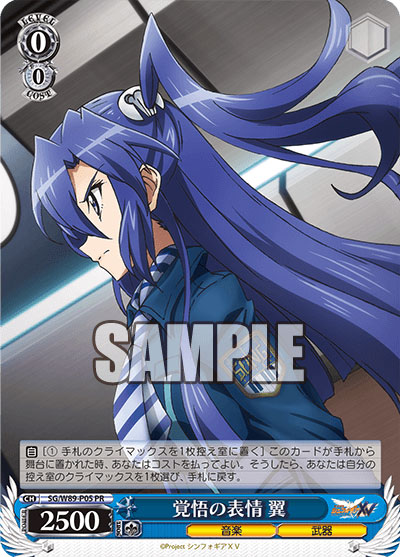 LEVEL
0
0
COST
SAMPLE
[① 手札のクライマックスを1枚控え室に置く] このカードが手札から
舞台に置かれた時、あなたはコストを払ってよい。そうしたら、あなたは自分の
控え室のクライマックスを1枚選び、手札に戻す。
CH SG/W89-P05 PR
POWER
2500
SOUL
覚悟の表情 翼
XV
音楽
武器
©Project シンフォギアＸＶ